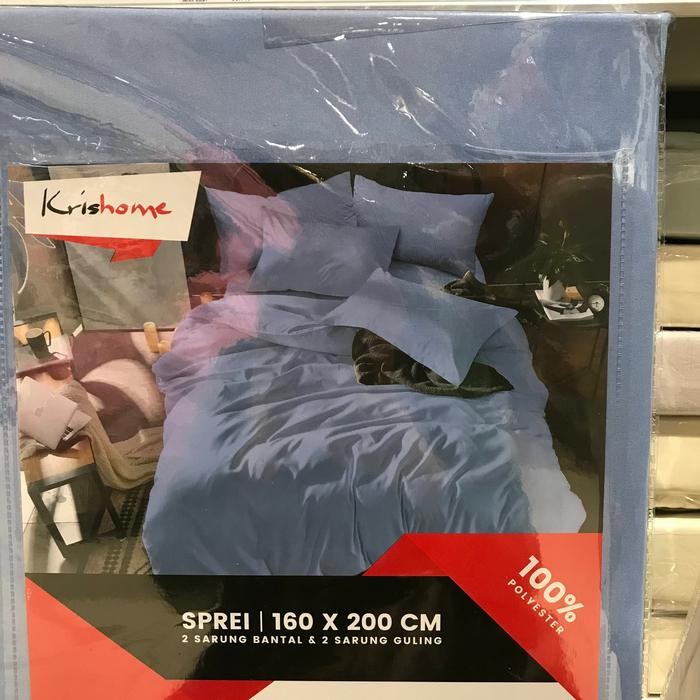 Krishome
SPREI | 160 X 200 CM
2 SARUNG BANTAL & 2 SARUNG GULING
100%
POLYESTER